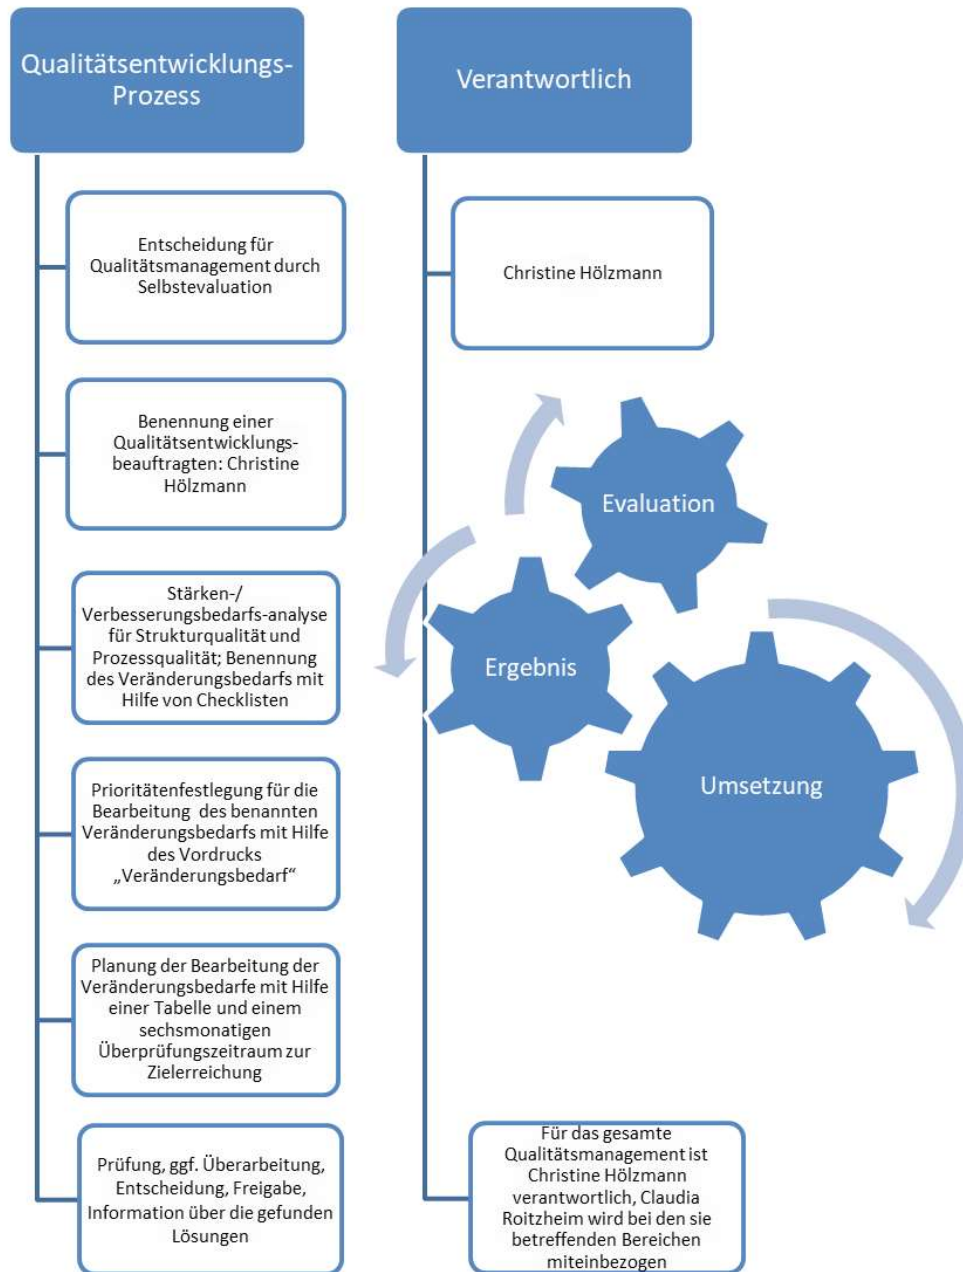 Qualitätsentwicklungs-
Prozess
Entscheidung für
Qualitätsmanagement durch
Selbstevaluation
Benennung einer
Qualitätsentwicklungs-
beauftragten: Christine
Hölzmann
Stärken-/
Verbesserungsbedarfs-analyse
für Strukturqualität und
Prozessqualität; Benennung
des Veränderungsbedarfs mit
Hilfe von Checklisten
Prioritätenfestlegung für die
Bearbeitung des benannten
Veränderungsbedarfs mit Hilfe
des Vordrucks
„Veränderungsbedarf“
Planung der Bearbeitung der
Veränderungsbedarfe mit Hilfe
einer Tabelle und einem
sechsmonatigen
Überprüfungszeitraum zur
Zielerreichung
Prüfung, ggf. Überarbeitung,
Entscheidung, Freigabe,
Information über die gefunden
Lösungen
Verantwortlich
Christine Hölzmann
Evaluation
Ergebnis
Umsetzung
Für das gesamte
Qualitätsmanagement ist
Christine Hölzmann
verantwortlich, Claudia
Roitzheim wird bei den sie
betreffenden Bereichen
miteinbezogen